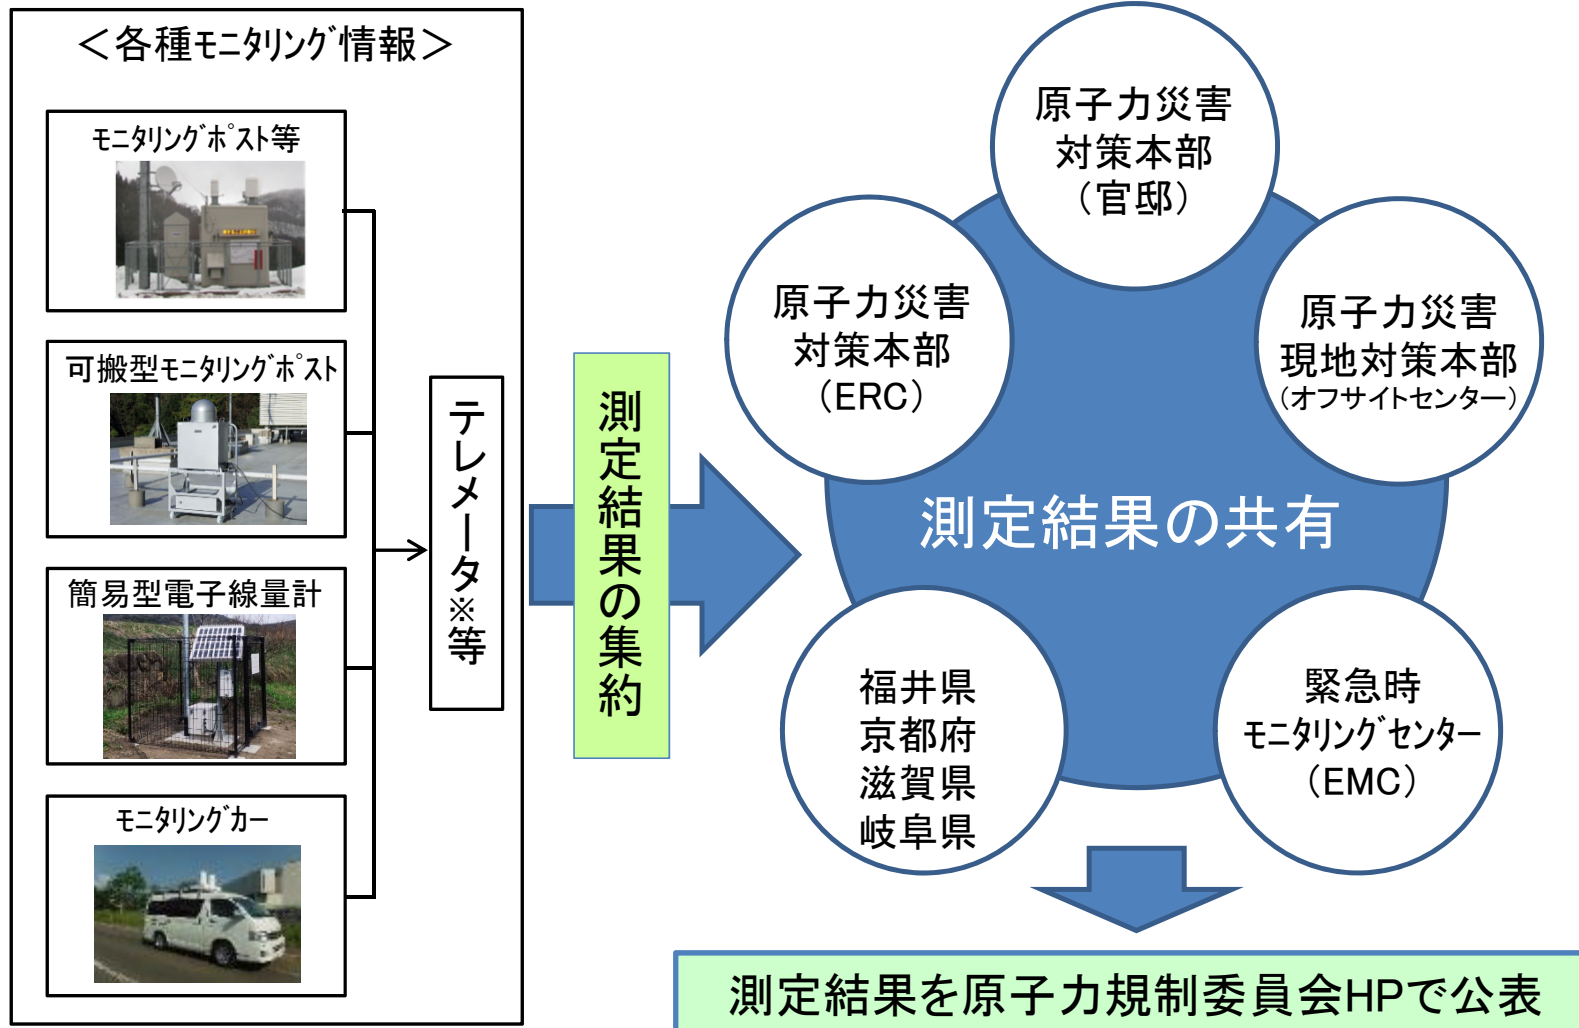 ＜各種ﾓﾆﾀﾘﾝｸﾞ情報＞
ﾓﾆﾀﾘﾝｸﾞﾎﾟｽﾄ等
可搬型ﾓﾆﾀﾘﾝｸﾞﾎﾟｽﾄ
簡易型電子線量計
ﾓﾆﾀﾘﾝｸﾞｶｰ
テレメータ※等
測定結果の集約
原子力災害
対策本部
（官邸）
原子力災害
対策本部
（ERC）
原子力災害
現地対策本部
（オフサイトセンター）
測定結果の共有
福井県
京都府
滋賀県
岐阜県
緊急時
ﾓﾆﾀﾘﾝｸﾞｾﾝﾀｰ
（EMC）
測定結果を原子力規制委員会HPで公表